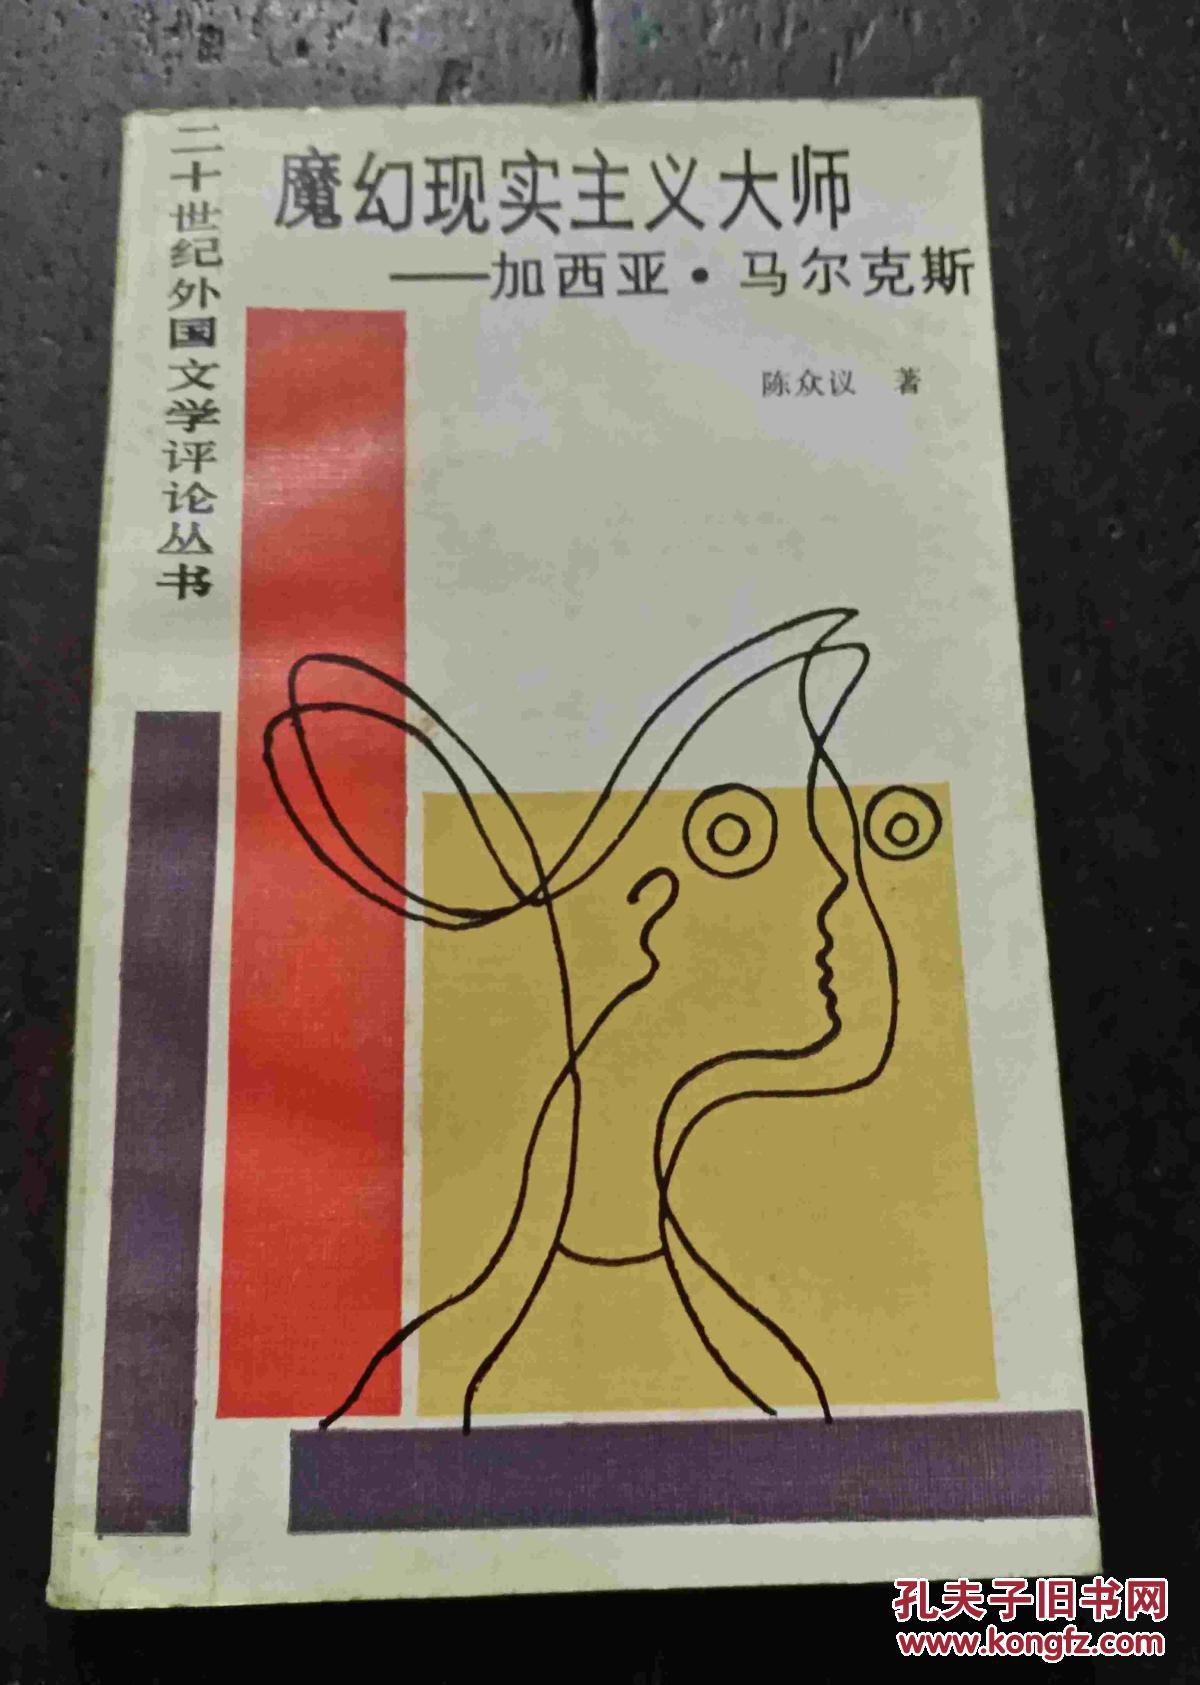 二十世纪外国文学评论丛书
魔幻现实主义大师
——加西亚·马尔克斯
陈众议 著
孔夫子旧书网
www.kongfz.com